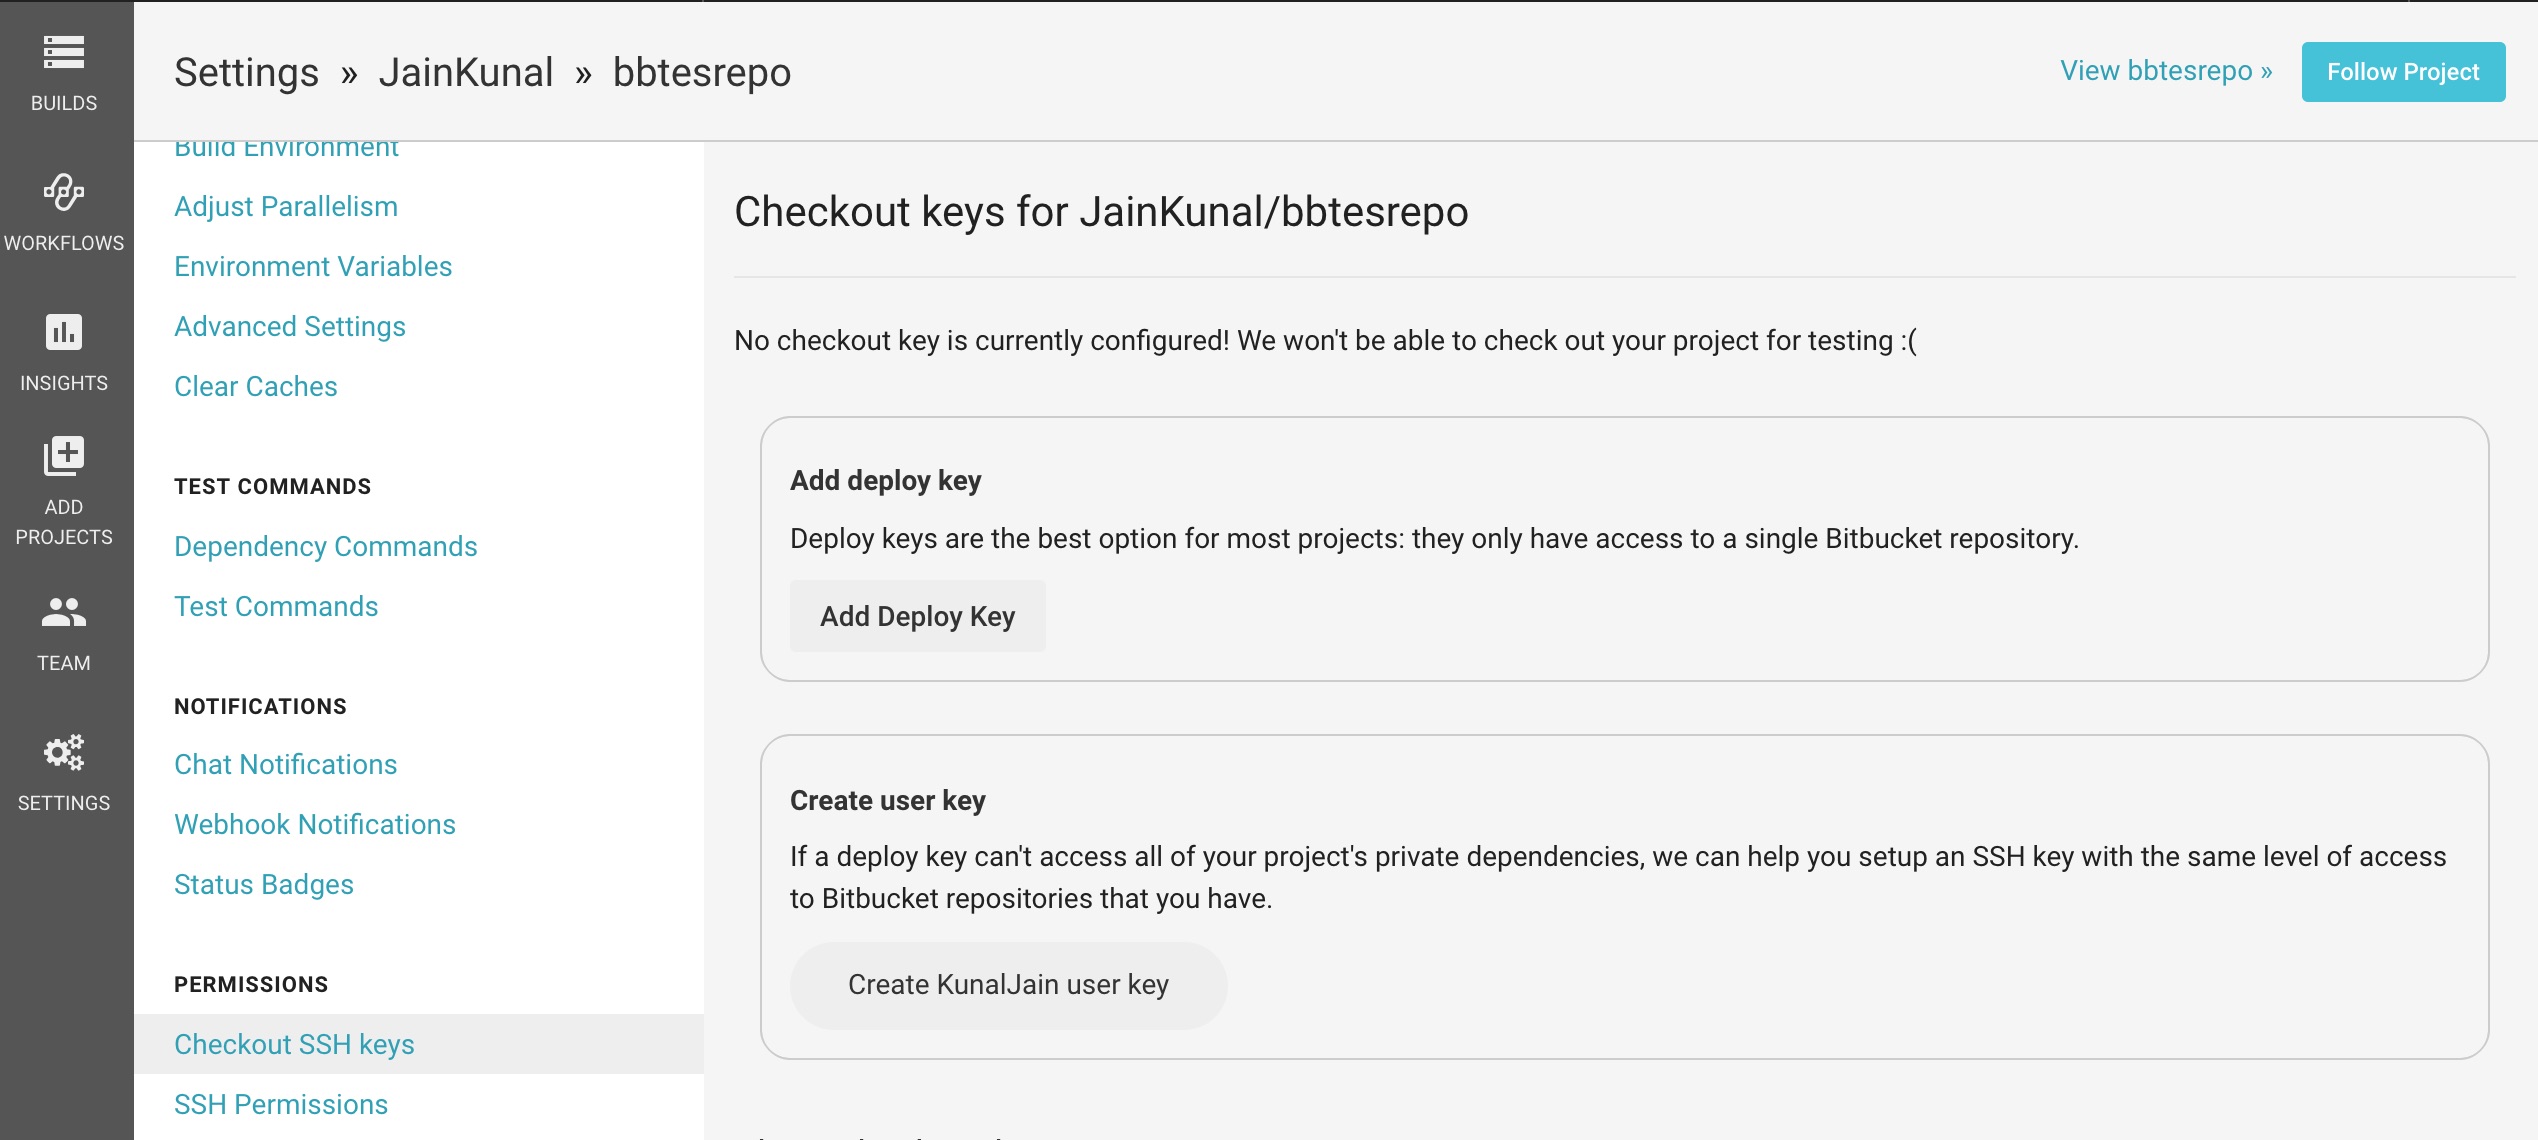 BUILDS
WORKFLOWS
INSIGHTS
ADD
PROJECTS
TEAM
SETTINGS
Settings » JainKunal » bbtesrepo
View bbtesrepo »
Follow Project
Build Environment
Adjust Parallelism
Environment Variables
Advanced Settings
Clear Caches
TEST COMMANDS
Dependency Commands
Test Commands
NOTIFICATIONS
Chat Notifications
Webhook Notifications
Status Badges
PERMISSIONS
Checkout SSH keys
SSH Permissions
Checkout keys for JainKunal/bbtesrepo
No checkout key is currently configured! We won't be able to check out your project for testing :(
Add deploy key
Deploy keys are the best option for most projects: they only have access to a single Bitbucket repository.
Add Deploy Key
Create user key
If a deploy key can't access all of your project's private dependencies, we can help you setup an SSH key with the same level of access
to Bitbucket repositories that you have.
Create KunalJain user key